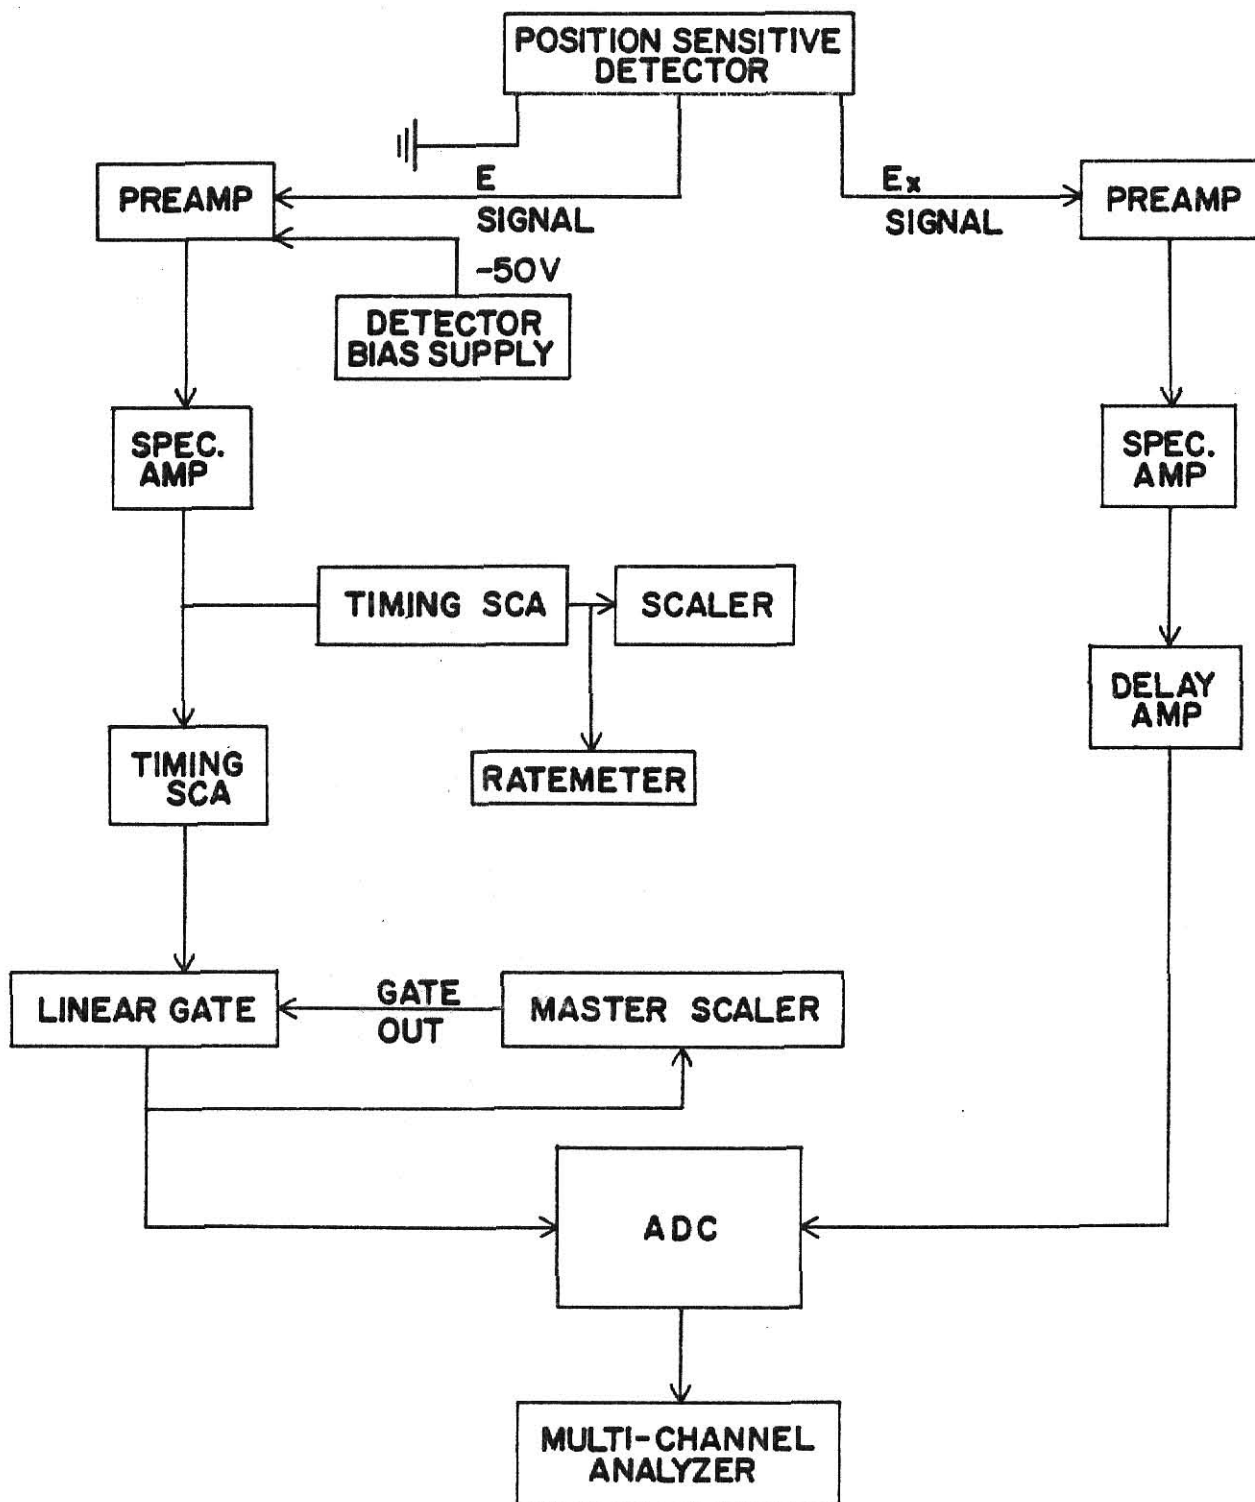 POSITION SENSITIVE
DETECTOR
PREAMP
E
SIGNAL
Ex
SIGNAL
PREAMP
-50V
DETECTOR
BIAS SUPPLY
SPEC.
AMP
SPEC.
AMP
TIMING SCA
SCALER
DELAY
AMP
TIMING
SCA
RATEMETER
LINEAR GATE
GATE
OUT
MASTER SCALER
ADC
MULTI-CHANNEL
ANALYZER